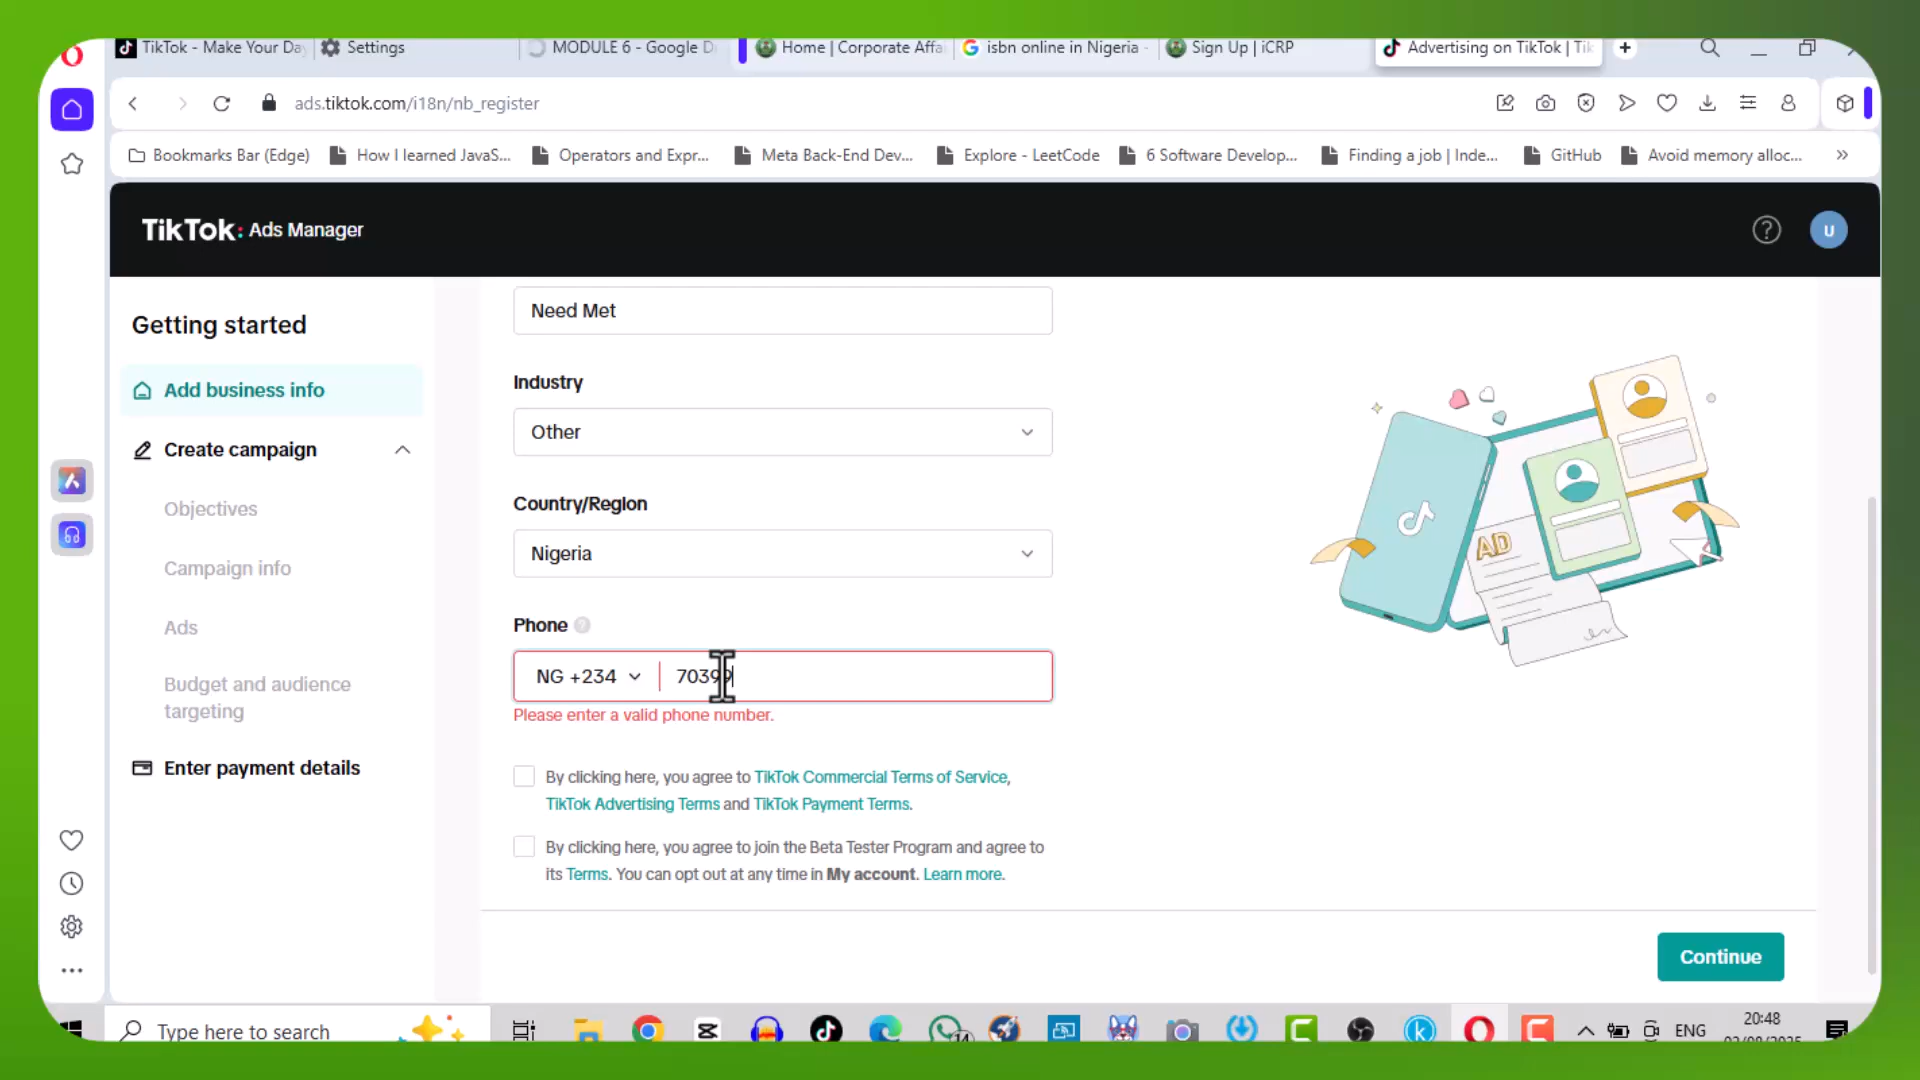 TikTok - Make Your Da
Settings
MODULE 6 - Google D
Home | Corporate Affa
isbn online in Nigeria -
Sign Up | iCRP
Advertising on TikTok | Tik
ads.tiktok.com/i18n/nb_register
Bookmarks Bar (Edge)
How I learned JavaS...
Operators and Expr...
Meta Back-End Dev...
Explore - LeetCode
6 Software Develop...
Finding a job | Inde...
GitHub
Avoid memory alloc...
TikTok: Ads Manager
U
Getting started
Add business info
Create campaign
Objectives
Campaign info
Ads
Budget and audience
targeting
Enter payment details
Need Met
Industry
Other
Country/Region
Nigeria
Phone
NG +234
70399
Please enter a valid phone number.
By clicking here, you agree to TikTok Commercial Terms of Service,
TikTok Advertising Terms and TikTok Payment Terms.
By clicking here, you agree to join the Beta Tester Program and agree to
its Terms. You can opt out at any time in My account. Learn more.
AD
Continue
Type here to search
14
ENG
20:48